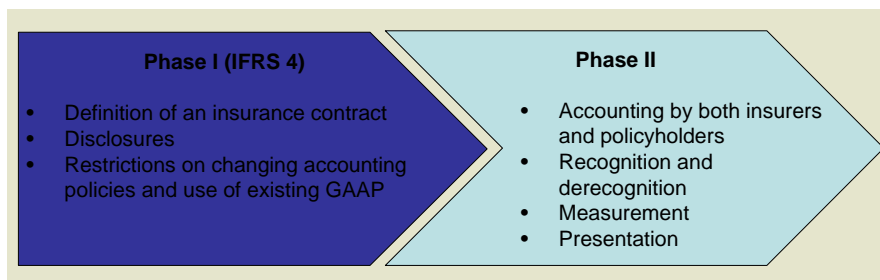 Phase I (IFRS 4)
• Definition of an insurance contract
• Disclosures
• Restrictions on changing accounting
policies and use of existing GAAP
Phase II
• Accounting by both insurers
and policyholders
• Recognition and
derecognition
• Measurement
• Presentation